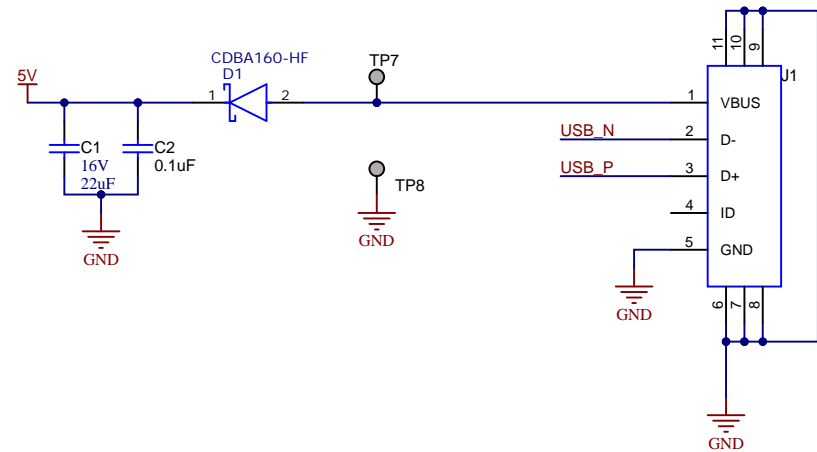 11
10
9
CDBA160-HF
D1
TP7
5V
J1
1
2
1
VBUS
USB_N
2
D-
C1
C2
16V
0.1uF
22uF
USB_P
3
D+
TP8
4
ID
GND
5
GND
GND
GND
6
7
8
GND